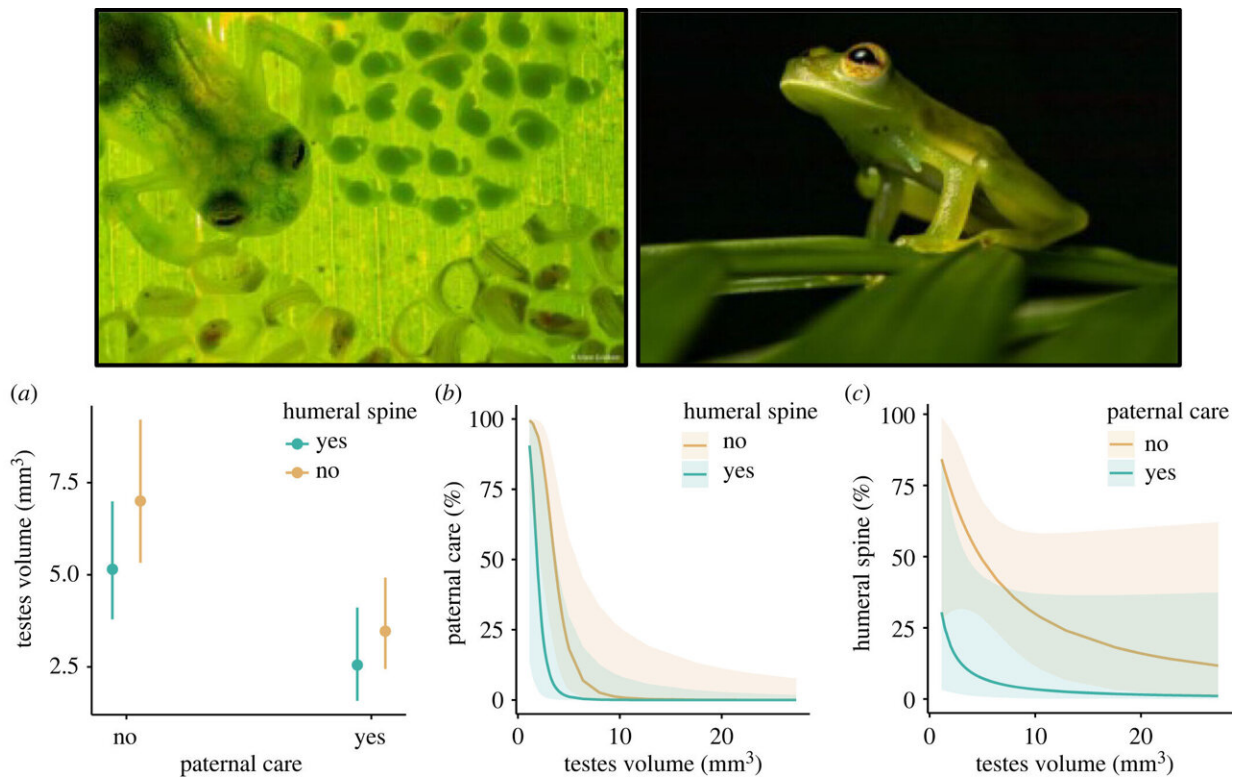 (a)
humeral spine
yes
no
testes volume (mm³)
7.5
5.0
2.5
no
yes
paternal care
(b)
humeral spine
no
yes
paternal care (%)
100
75
50
25
0
0
10
20
testes volume (mm³)
(c)
paternal care
no
yes
humeral spine (%)
100
75
50
25
0
0
10
20
testes volume (mm³)